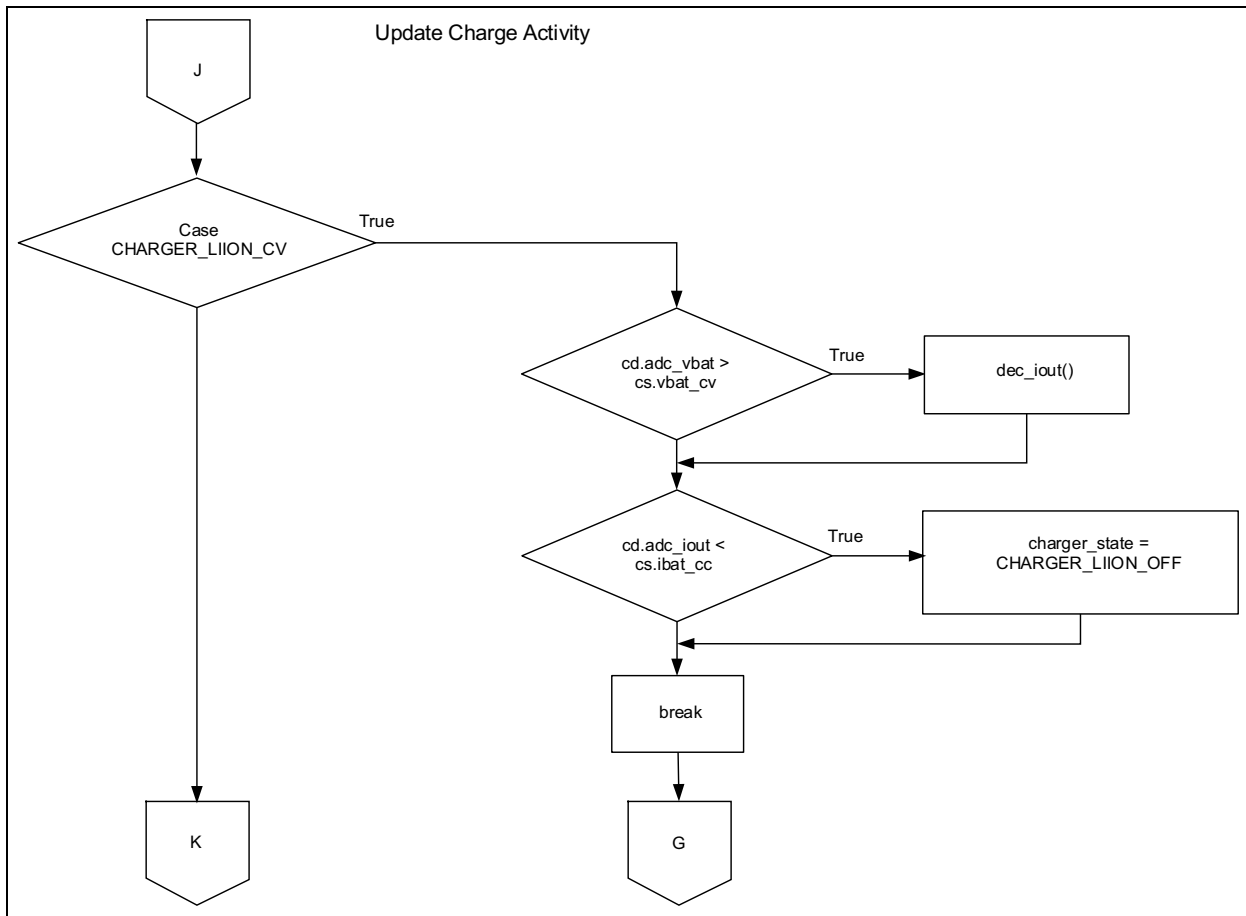 Update Charge Activity
J
Case
CHARGER_LIION_CV
True
cd.adc_vbat >
cs.vbat_cv
True
dec_iout()
cd.adc_iout <
cs.ibat_cc
True
charger_state =
CHARGER_LIION_OFF
break
K
G